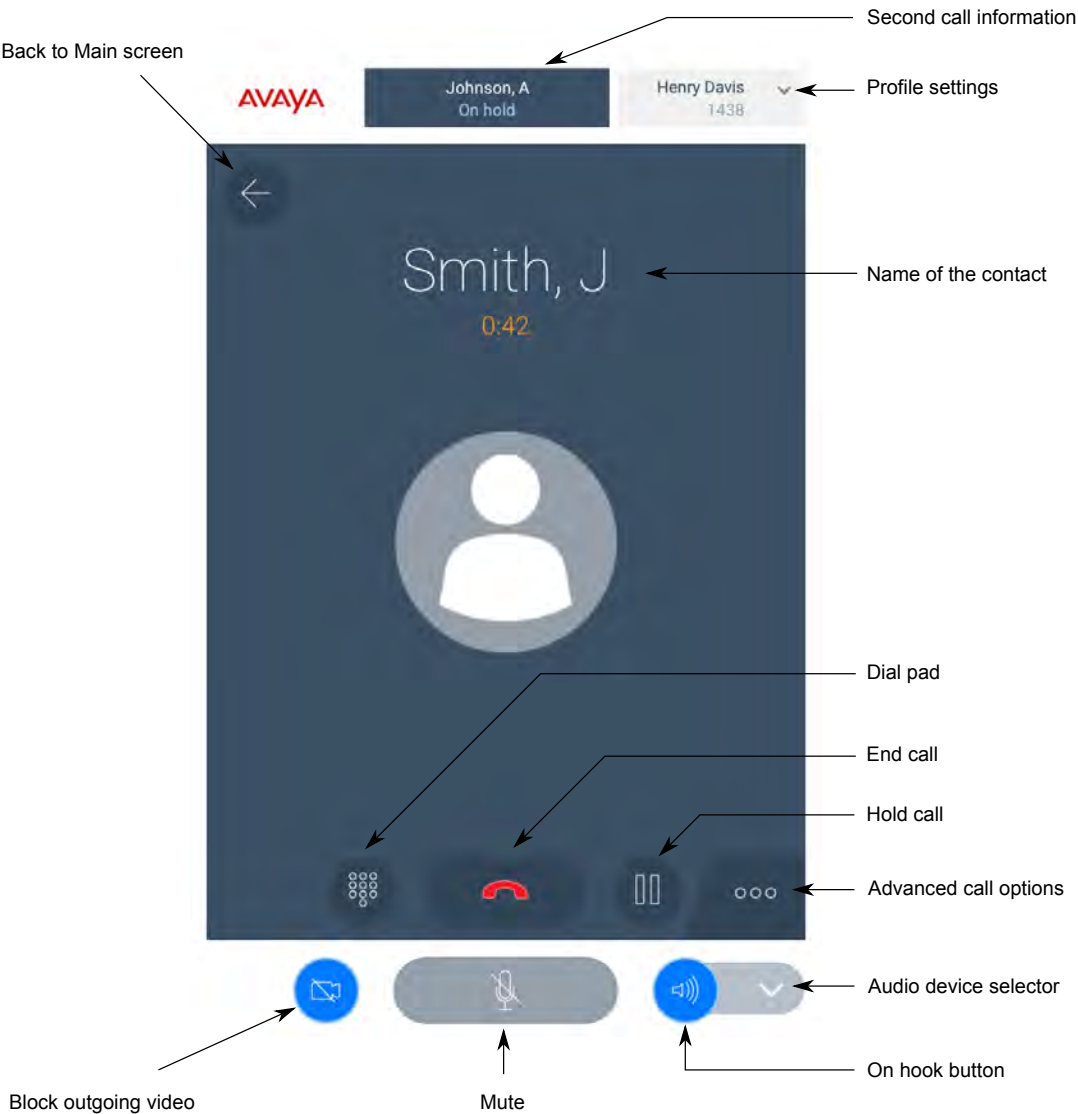 Second call information
Back to Main screen
AVAYA
Johnson, A
On hold
Henry Davis
1438
Profile settings
Smith, J
0:42
Name of the contact
Dial pad
End call
Hold call
Advanced call options
Audio device selector
On hook button
Block outgoing video
Mute